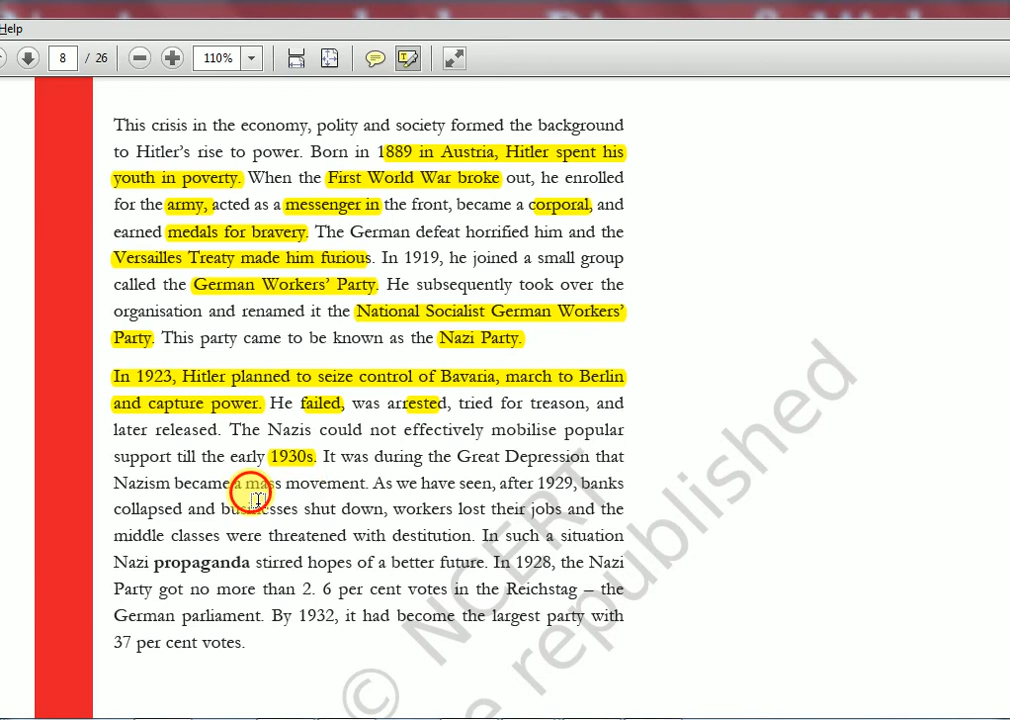 Help
8 / 26
110%
This crisis in the economy, polity and society formed the background
to Hitler's rise to power. Born in 1889 in Austria, Hitler spent his
youth in poverty. When the First World War broke out, he enrolled
for the army, acted as a messenger in the front, became a corporal, and
earned medals for bravery. The German defeat horrified him and the
Versailles Treaty made him furious. In 1919, he joined a small group
called the German Workers' Party. He subsequently took over the
organisation and renamed it the National Socialist German Workers'
Party. This party came to be known as the Nazi Party.
In 1923, Hitler planned to seize control of Bavaria, march to Berlin
and capture power. He failed, was arrested, tried for treason, and
later released. The Nazis could not effectively mobilise popular
support till the early 1930s. It was during the Great Depression that
Nazism became a mass movement. As we have seen, after 1929, banks
collapsed and businesses shut down, workers lost their jobs and the
middle classes were threatened with destitution. In such a situation
Nazi propaganda stirred hopes of a better future. In 1928, the Nazi
Party got no more than 2. 6 per cent votes in the Reichstag – the
German parliament. By 1932, it had become the largest party with
37 per cent votes.
© NCERT
e republished